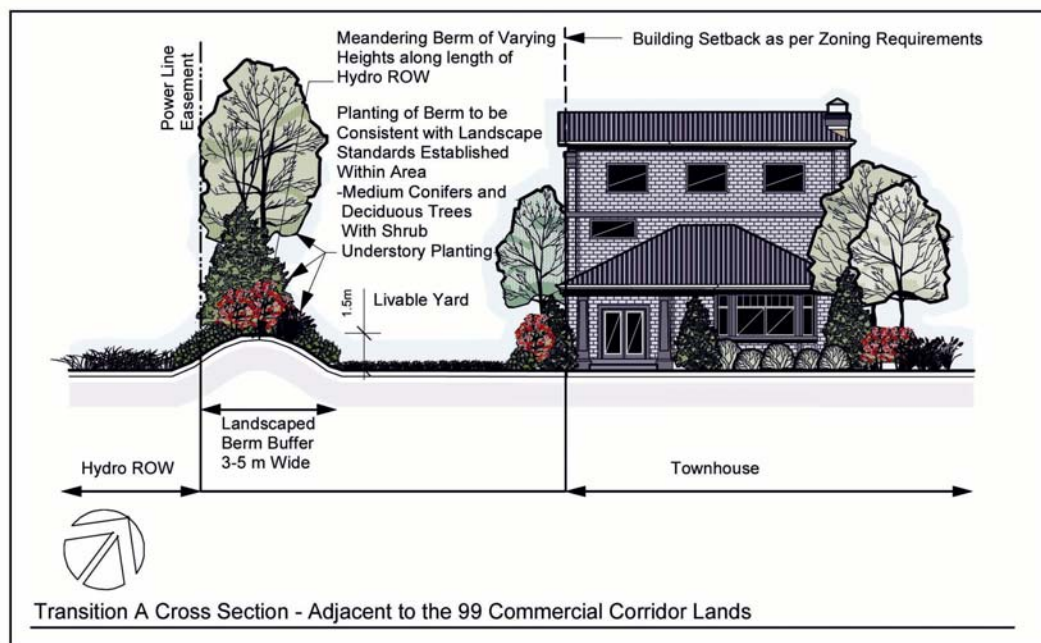 Power Line
Easement
Meandering Berm of Varying
Heights along length of
Hydro ROW
Planting of Berm to be
Consistent with Landscape
Standards Established
Within Area
-Medium Conifers and
Deciduous Trees
With Shrub
Understory Planting
Building Setback as per Zoning Requirements
1.5m
Livable Yard
Landscaped
Berm Buffer
3-5 m Wide
Hydro ROW
Townhouse
Transition A Cross Section - Adjacent to the 99 Commercial Corridor Lands